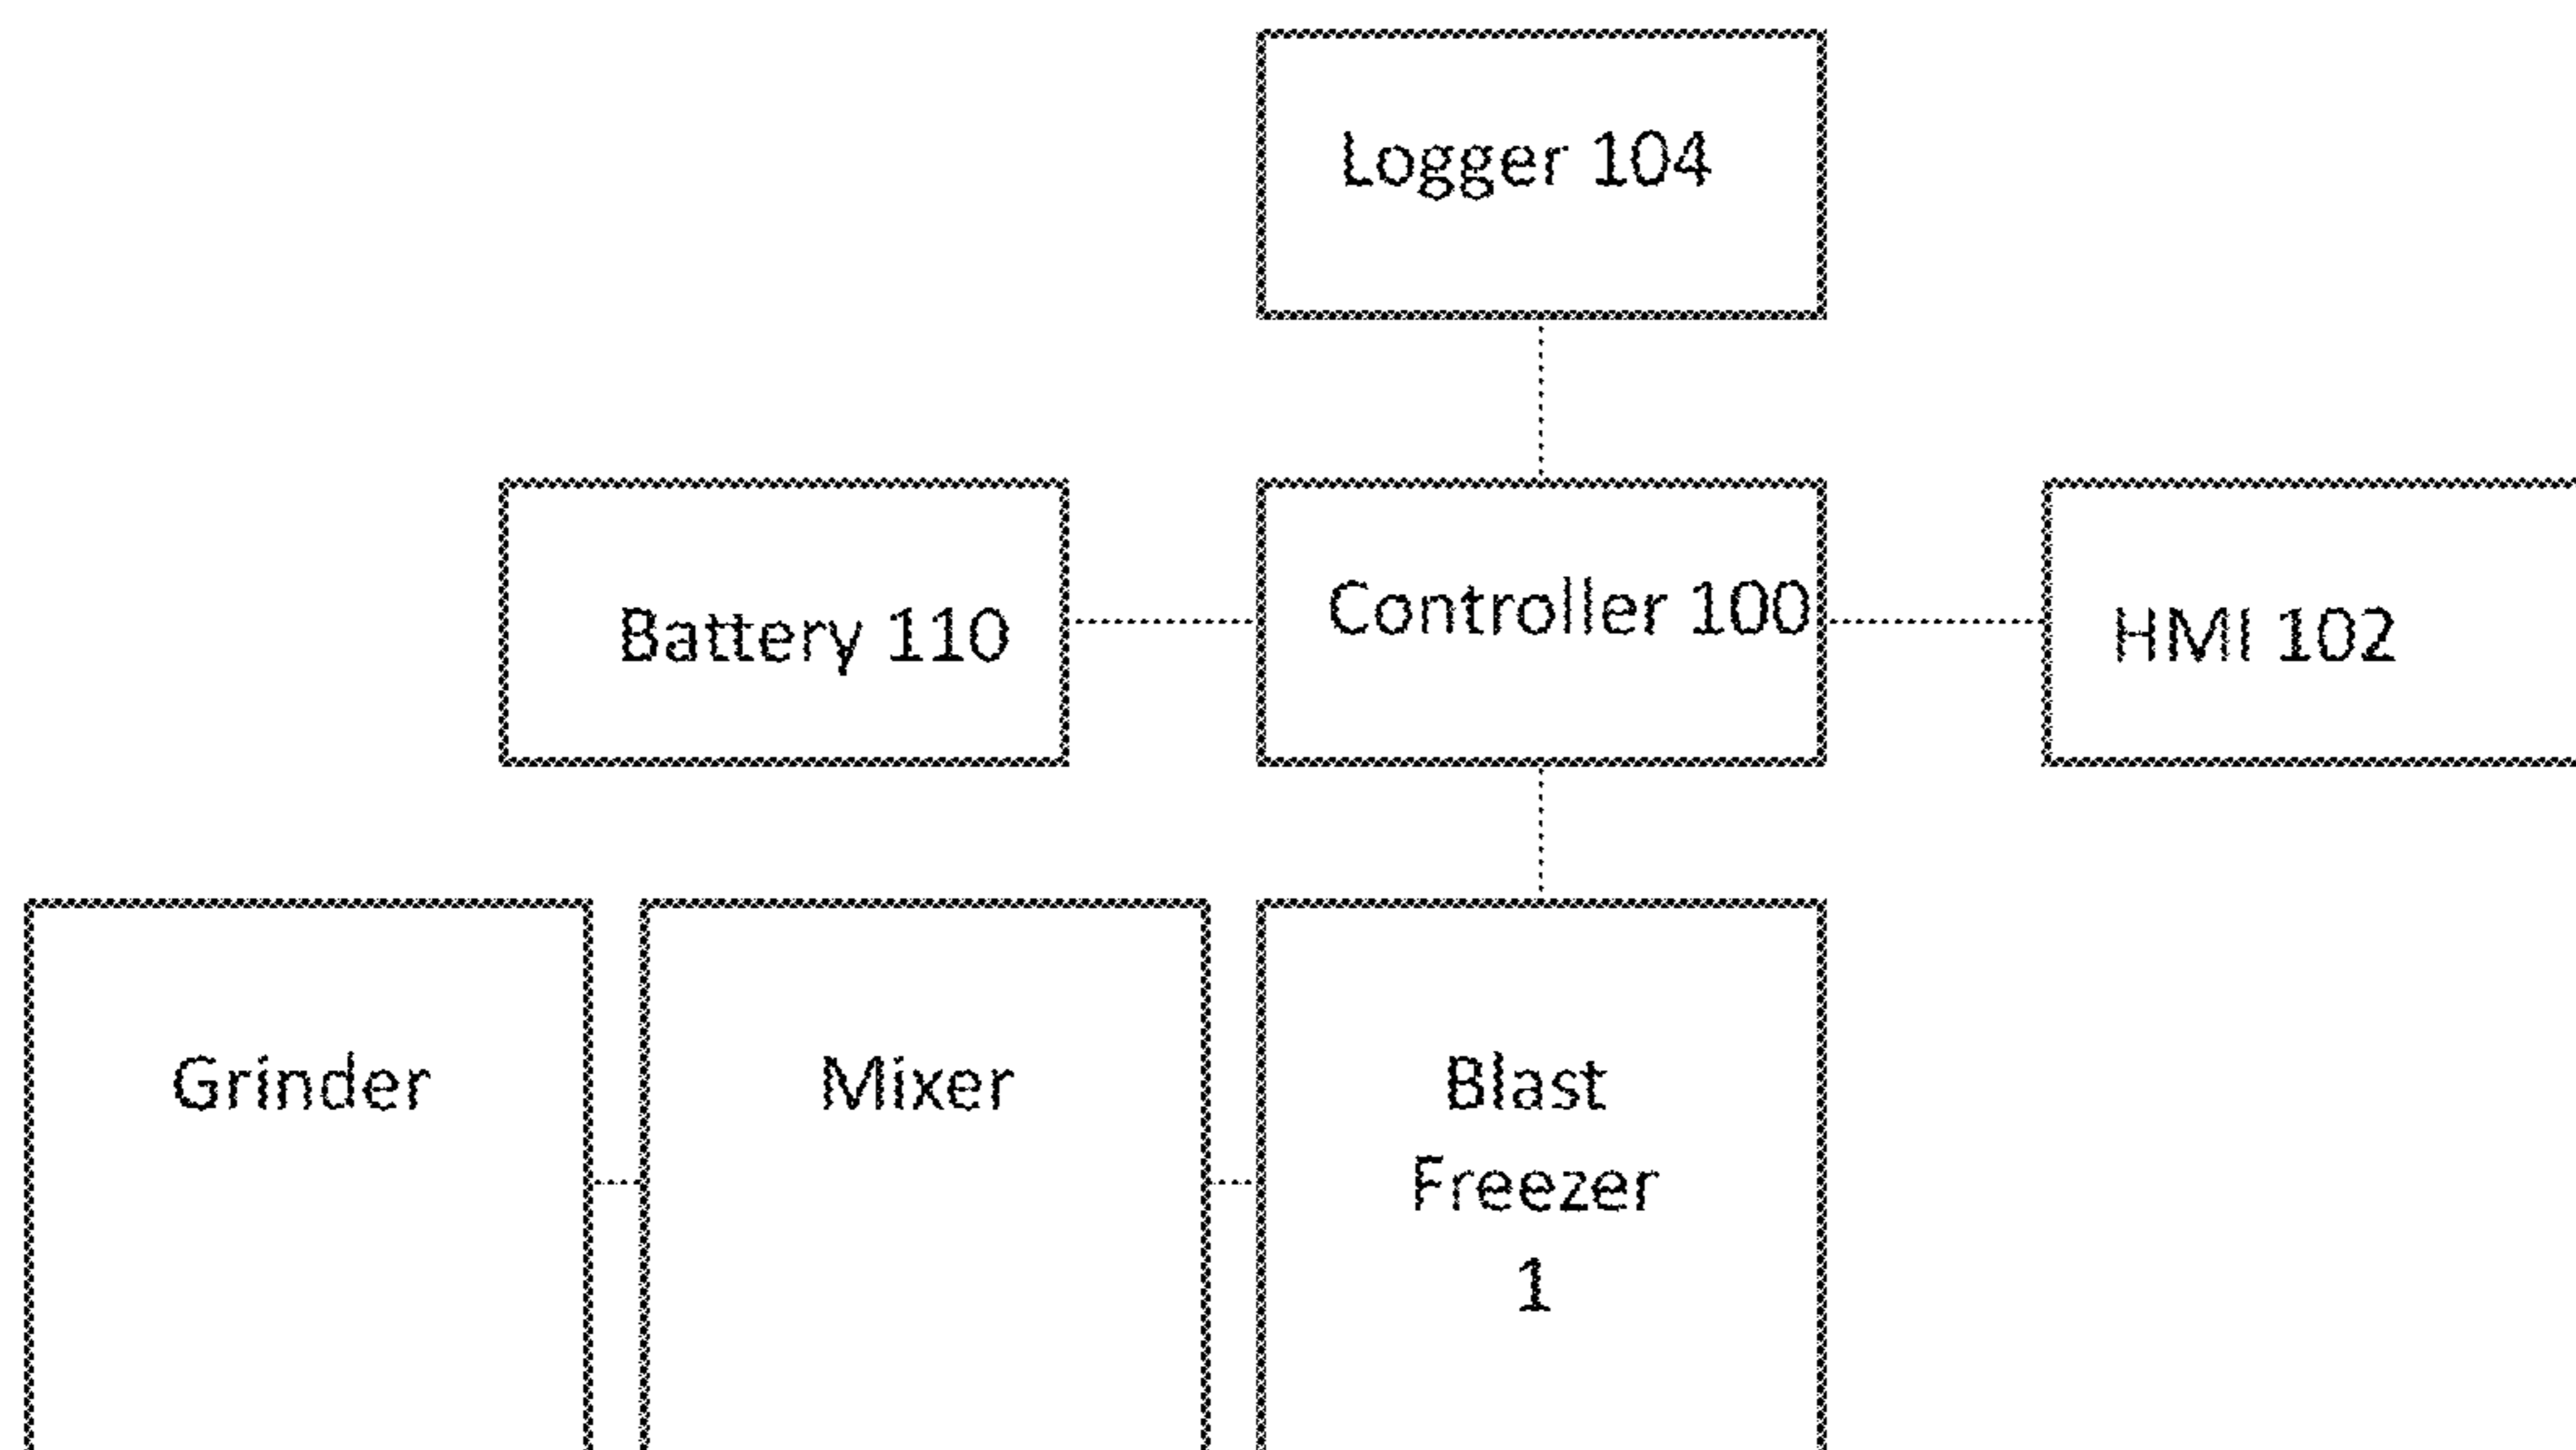 Logger 104
Battery 110
Controller 100
HMI 102
Grinder
Mixer
Blast
Freezer
1